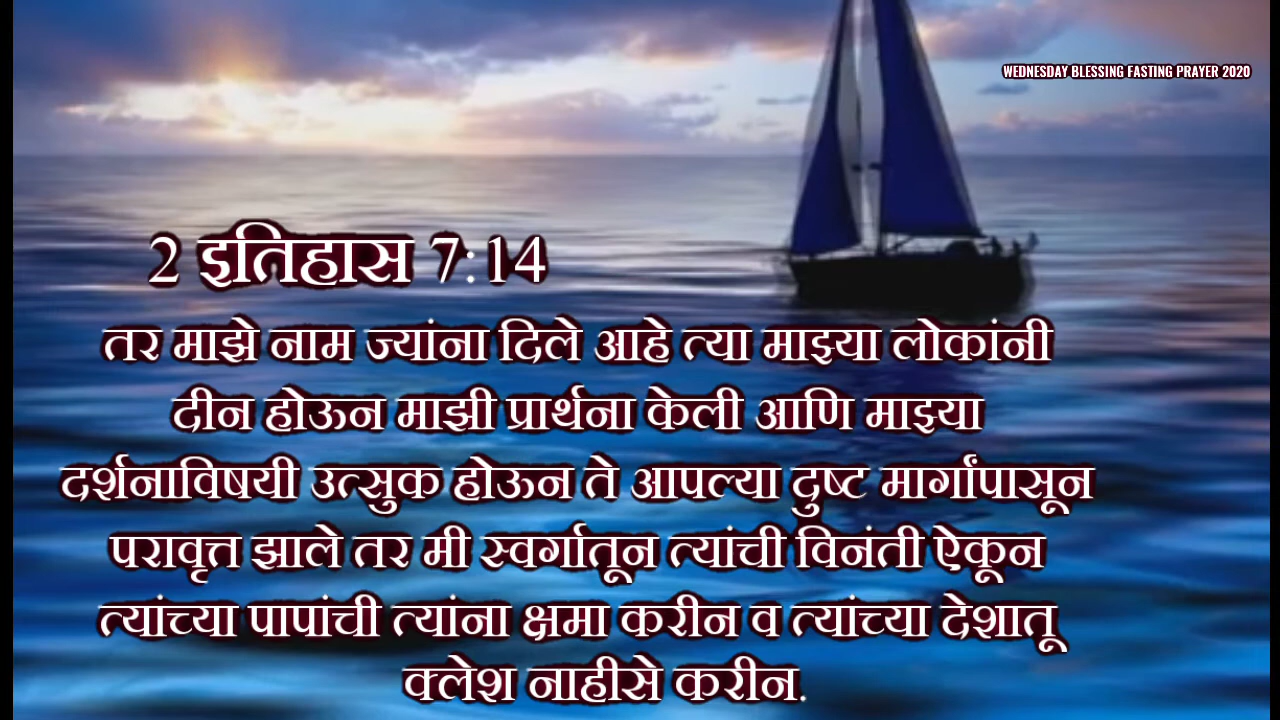 WEDNESDAY BLESSING FASTING PRAYER 2020
2 इतिहास 7:14
तर माझे नाम ज्यांना दिले आहे त्या माझ्या लोकांनी
दीन होऊन माझी प्रार्थना केली आणि माझ्या
दर्शनाविषयी उत्सुक होऊन ते आपल्या दुष्ट मार्गांपासून
परावृत्त झाले तर मी स्वर्गातून त्यांची विनंती ऐकून
त्यांच्या पापांची त्यांना क्षमा करीन व त्यांच्या देशातू
क्लेश नाहीसे करीन.